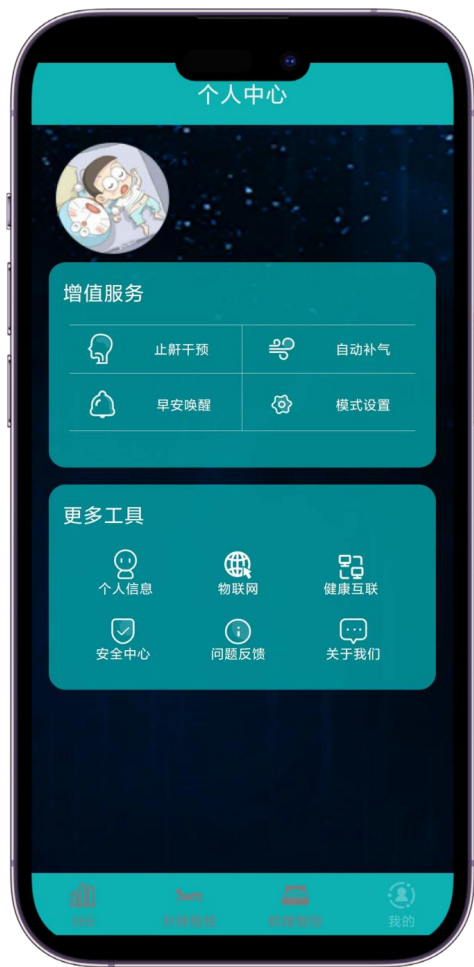 个人中心
增值服务
止鼾干预
自动补气
早安唤醒
模式设置
更多工具
个人信息
物联网
健康互联
安全中心
问题反馈
关于我们
我的